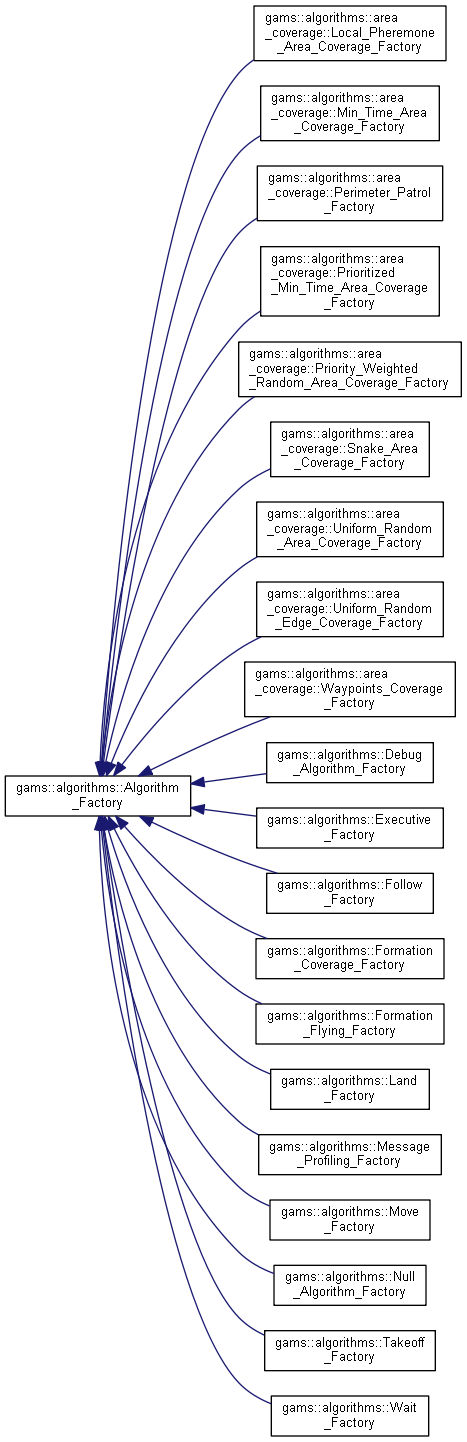 gams::algorithms::area
_coverage::Local_Pheremone
_Area_Coverage_Factory
gams::algorithms::area
_coverage::Min_Time_Area
_Coverage_Factory
gams::algorithms::area
_coverage::Perimeter_Patrol
_Factory
gams::algorithms::area
_coverage::Prioritized
_Min_Time_Area_Coverage
_Factory
gams::algorithms::area
_coverage::Priority_Weighted
_Random_Area_Coverage_Factory
gams::algorithms::area
_coverage::Snake_Area
_Coverage_Factory
gams::algorithms::area
_coverage::Uniform_Random
_Area_Coverage_Factory
gams::algorithms::area
_coverage::Uniform_Random
_Edge_Coverage_Factory
gams::algorithms::area
_coverage::Waypoints_Coverage
_Factory
gams::algorithms::Debug
_Algorithm_Factory
gams::algorithms::Algorithm
_Factory
gams::algorithms::Executive
_Factory
gams::algorithms::Follow
_Factory
gams::algorithms::Formation
_Coverage_Factory
gams::algorithms::Formation
_Flying_Factory
gams::algorithms::Land
_Factory
gams::algorithms::Message
_Profiling_Factory
gams::algorithms::Move
_Factory
gams::algorithms::Null
_Algorithm_Factory
gams::algorithms::Takeoff
_Factory
gams::algorithms::Wait
_Factory